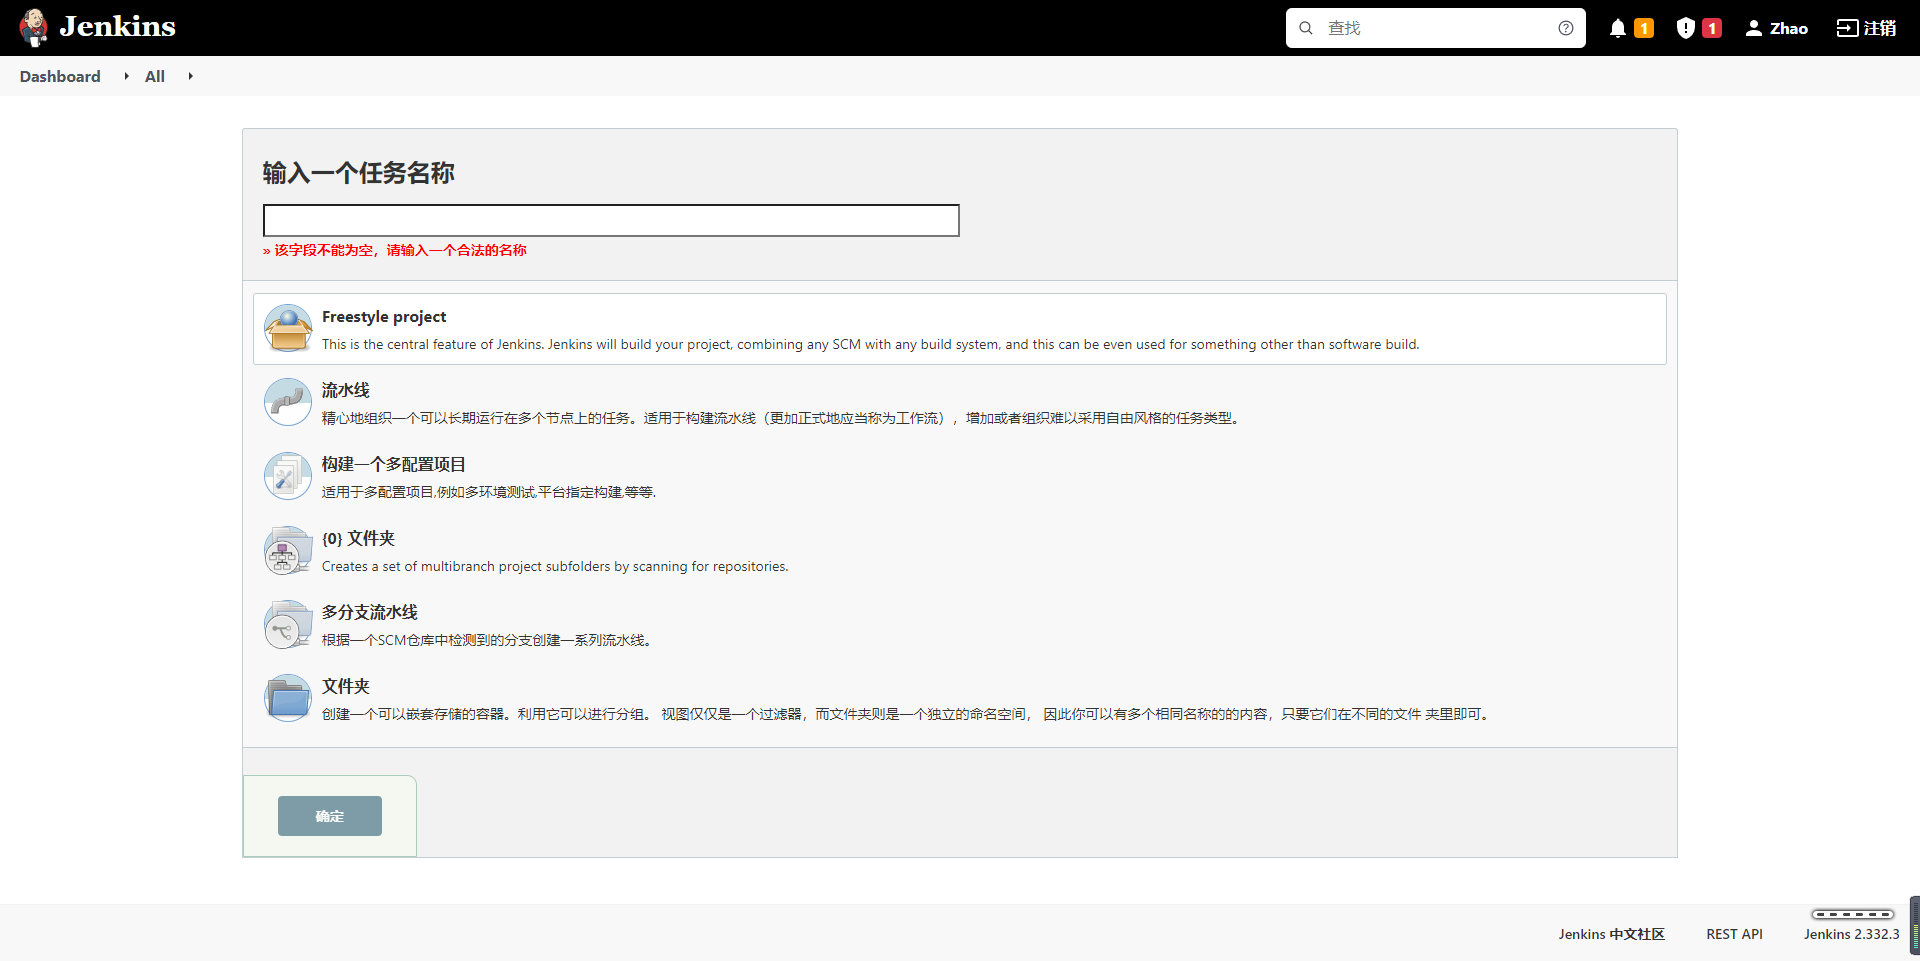 Jenkins
查找
1
1
Zhao
注销
Dashboard
All
输入一个任务名称
» 该字段不能为空，请输入一个合法的名称
Freestyle project
This is the central feature of Jenkins. Jenkins will build your project, combining any SCM with any build system, and this can be even used for something other than software build.
流水线
精心地组织一个可以长期运行在多个节点上的任务。适用于构建流水线（更加正式地应当称为工作流），增加或者组织难以采用自由风格的任务类型。
构建一个多配置项目
适用于多配置项目,例如多环境测试,平台指定构建,等等.
{0} 文件夹
Creates a set of multibranch project subfolders by scanning for repositories.
多分支流水线
根据一个SCM仓库中检测到的分支创建一系列流水线。
文件夹
创建一个可以嵌套存储的容器。利用它可以进行分组。 视图仅仅是一个过滤器，而文件夹则是一个独立的命名空间， 因此你可以有多个相同名称的的内容，只要它们在不同的文件 夹里即可。
确定
Jenkins 中文社区
REST API
Jenkins 2.332.3